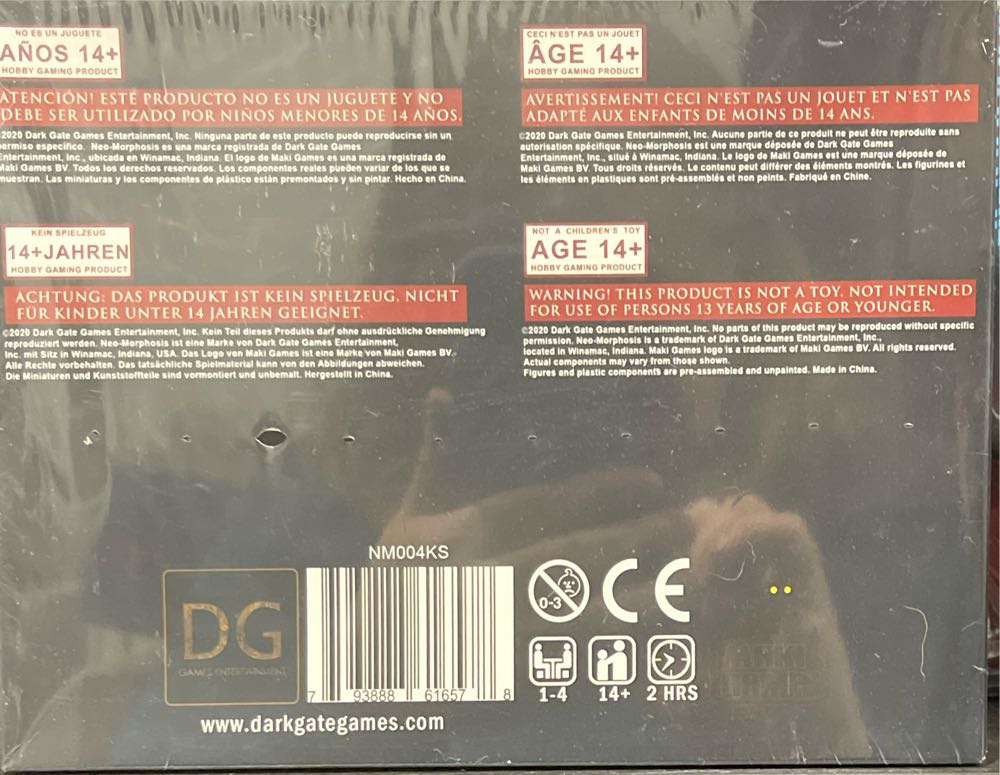 NO ES UN JUGUETE
AÑOS 14+
HOBBY GAMING PRODUCT
ATENCIÓN! ESTE PRODUCTO NO ES UN JUGUETE Y NO
DEBE SER UTILIZADO POR NIÑOS MENORES DE 14 AÑOS.
©2020 Dark Gate Games Entertainment, Inc. Ninguna parte de este producto puede reproducirse sin un
permiso específico. Neo-Morphosis es una marca registrada de Dark Gate Games
Entertainment, Inc., ubicada en Winamac, Indiana. El logo de Maki Games es una marca registrada de
Maki Games BV. Todos los derechos reservados. Los componentes reales pueden variar de los que se
muestran. Las miniaturas y los componentes de plástico están premontados y sin pintar. Hecho en China.
CECI N'EST PAS UN JOUET
ÂGE 14+
HOBBY GAMING PRODUCT
AVERTISSEMENT! CECI N'EST PAS UN JOUET ET N'EST PAS
ADAPTÉ AUX ENFANTS DE MOINS DE 14 ANS.
©2020 Dark Gate Games Entertainment, Inc. Aucune partie de ce produit ne peut être reproduite sans
autorisation spécifique. Neo-Morphosis est une marque déposée de Dark Gate Games
Entertainment, Inc., situé à Winamac, Indiana. Le logo de Maki Games est une marque déposée de
Maki Games BV. Tous droits réservés. Le contenu peut différer des éléments montrés. Les figurines et
les éléments en plastiques sont pré-assemblés et non peints. Fabriqué en Chine.
KEIN SPIELZEUG
14+JAHREN
HOBBY GAMING PRODUCT
ACHTUNG: DAS PRODUKT IST KEIN SPIELZEUG. NICHT
FÜR KINDER UNTER 14 JAHREN GEEIGNET.
©2020 Dark Gate Games Entertainment, Inc. Kein Teil dieses Produkts darf ohne ausdrückliche Genehmigung
reproduziert werden. Neo-Morphosis ist eine Marke von Dark Gate Games Entertainment,
Inc. mit Sitz in Winamac, Indiana, USA. Das Logo von Maki Games ist eine Marke von Maki Games BV.
Alle Rechte vorbehalten. Das tatsächliche Spielmaterial kann von den Abbildungen abweichen.
Die Miniaturen und Kunststoffteile sind vormontiert und unbemalt. Hergestellt in China.
NOT A CHILDREN'S TOY
AGE 14+
HOBBY GAMING PRODUCT
WARNING! THIS PRODUCT IS NOT A TOY. NOT INTENDED
FOR USE OF PERSONS 13 YEARS OF AGE OR YOUNGER.
©2020 Dark Gate Games Entertainment, Inc. No parts of this product may be reproduced without specific
permission. Neo-Morphosis is a trademark of Dark Gate Games Entertainment, Inc.,
located in Winamac, Indiana. Maki Games logo is a trademark of Maki Games BV. All rights reserved.
Actual components may vary from those shown.
Figures and plastic components are pre-assembled and unpainted. Made in China.
NM004KS
DG
GAMES ENTERTAINMENT
7 93888 61657 8
www.darkgategames.com
0-3
CE
1-4
14+
2 HRS